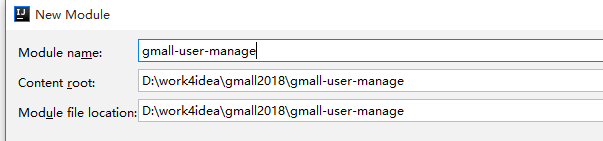 IJ New Module
Module name: gmall-user-manage
Content root: D:\work4idea\gmall2018\gmall-user-manage
Module file location: D:\work4idea\gmall2018\gmall-user-manage